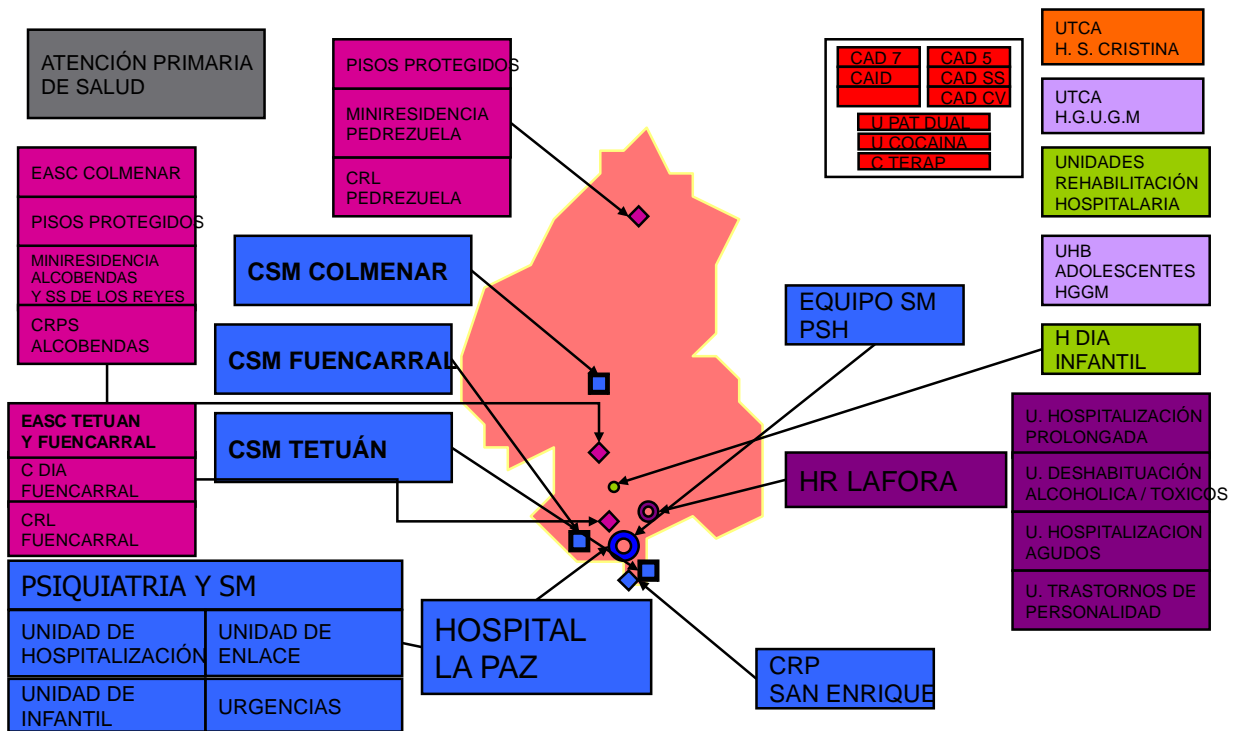 ATENCIÓN PRIMARIA
DE SALUD
PISOS PROTEGIDOS
MINIRESIDENCIA
PEDREZUELA
CRL
PEDREZUELA
CAD 7
CAID
CAD 5
CAD SS
CAD CV
U PAT DUAL
U COCAINA
C TERAP
UTCA
H. S. CRISTINA
UTCA
H.G.U.G.M
UNIDADES
REHABILITACIÓN
HOSPITALARIA
UHB
ADOLESCENTES
HGGM
H DIA
INFANTIL
EASC COLMENAR
PISOS PROTEGIDOS
MINIRESIDENCIA
ALCOBENDAS
Y SS DE LOS REYES
CRPS
ALCOBENDAS
CSM COLMENAR
CSM FUENCARRAL
CSM TETUÁN
EQUIPO SM
PSH
EASC TETUAN
Y FUENCARRAL
C DIA
FUENCARRAL
CRL
FUENCARRAL
HR LAFORA
U. HOSPITALIZACIÓN
PROLONGADA
U. DESHABITUACIÓN
ALCOHOLICA / TOXICOS
U. HOSPITALIZACION
AGUDOS
U. TRASTORNOS DE
PERSONALIDAD
PSIQUIATRIA Y SM
UNIDAD DE
HOSPITALIZACIÓN
UNIDAD DE
ENLACE
UNIDAD DE
INFANTIL
URGENCIAS
HOSPITAL
LA PAZ
CRP
SAN ENRIQUE